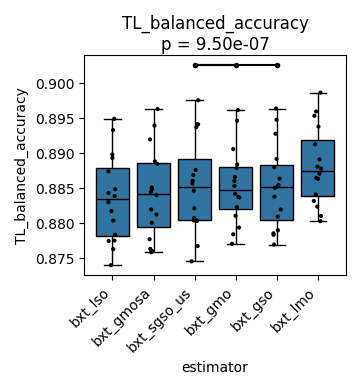 TL_balanced_accuracy
p = 9.50e-07
TL_balanced_accuracy
0.900
0.895
0.890
0.885
0.880
0.875
bxt_lso
bxt_gmosa
bxt_sgso_us
bxt_gmo
bxt_gso
bxt_lmo
estimator